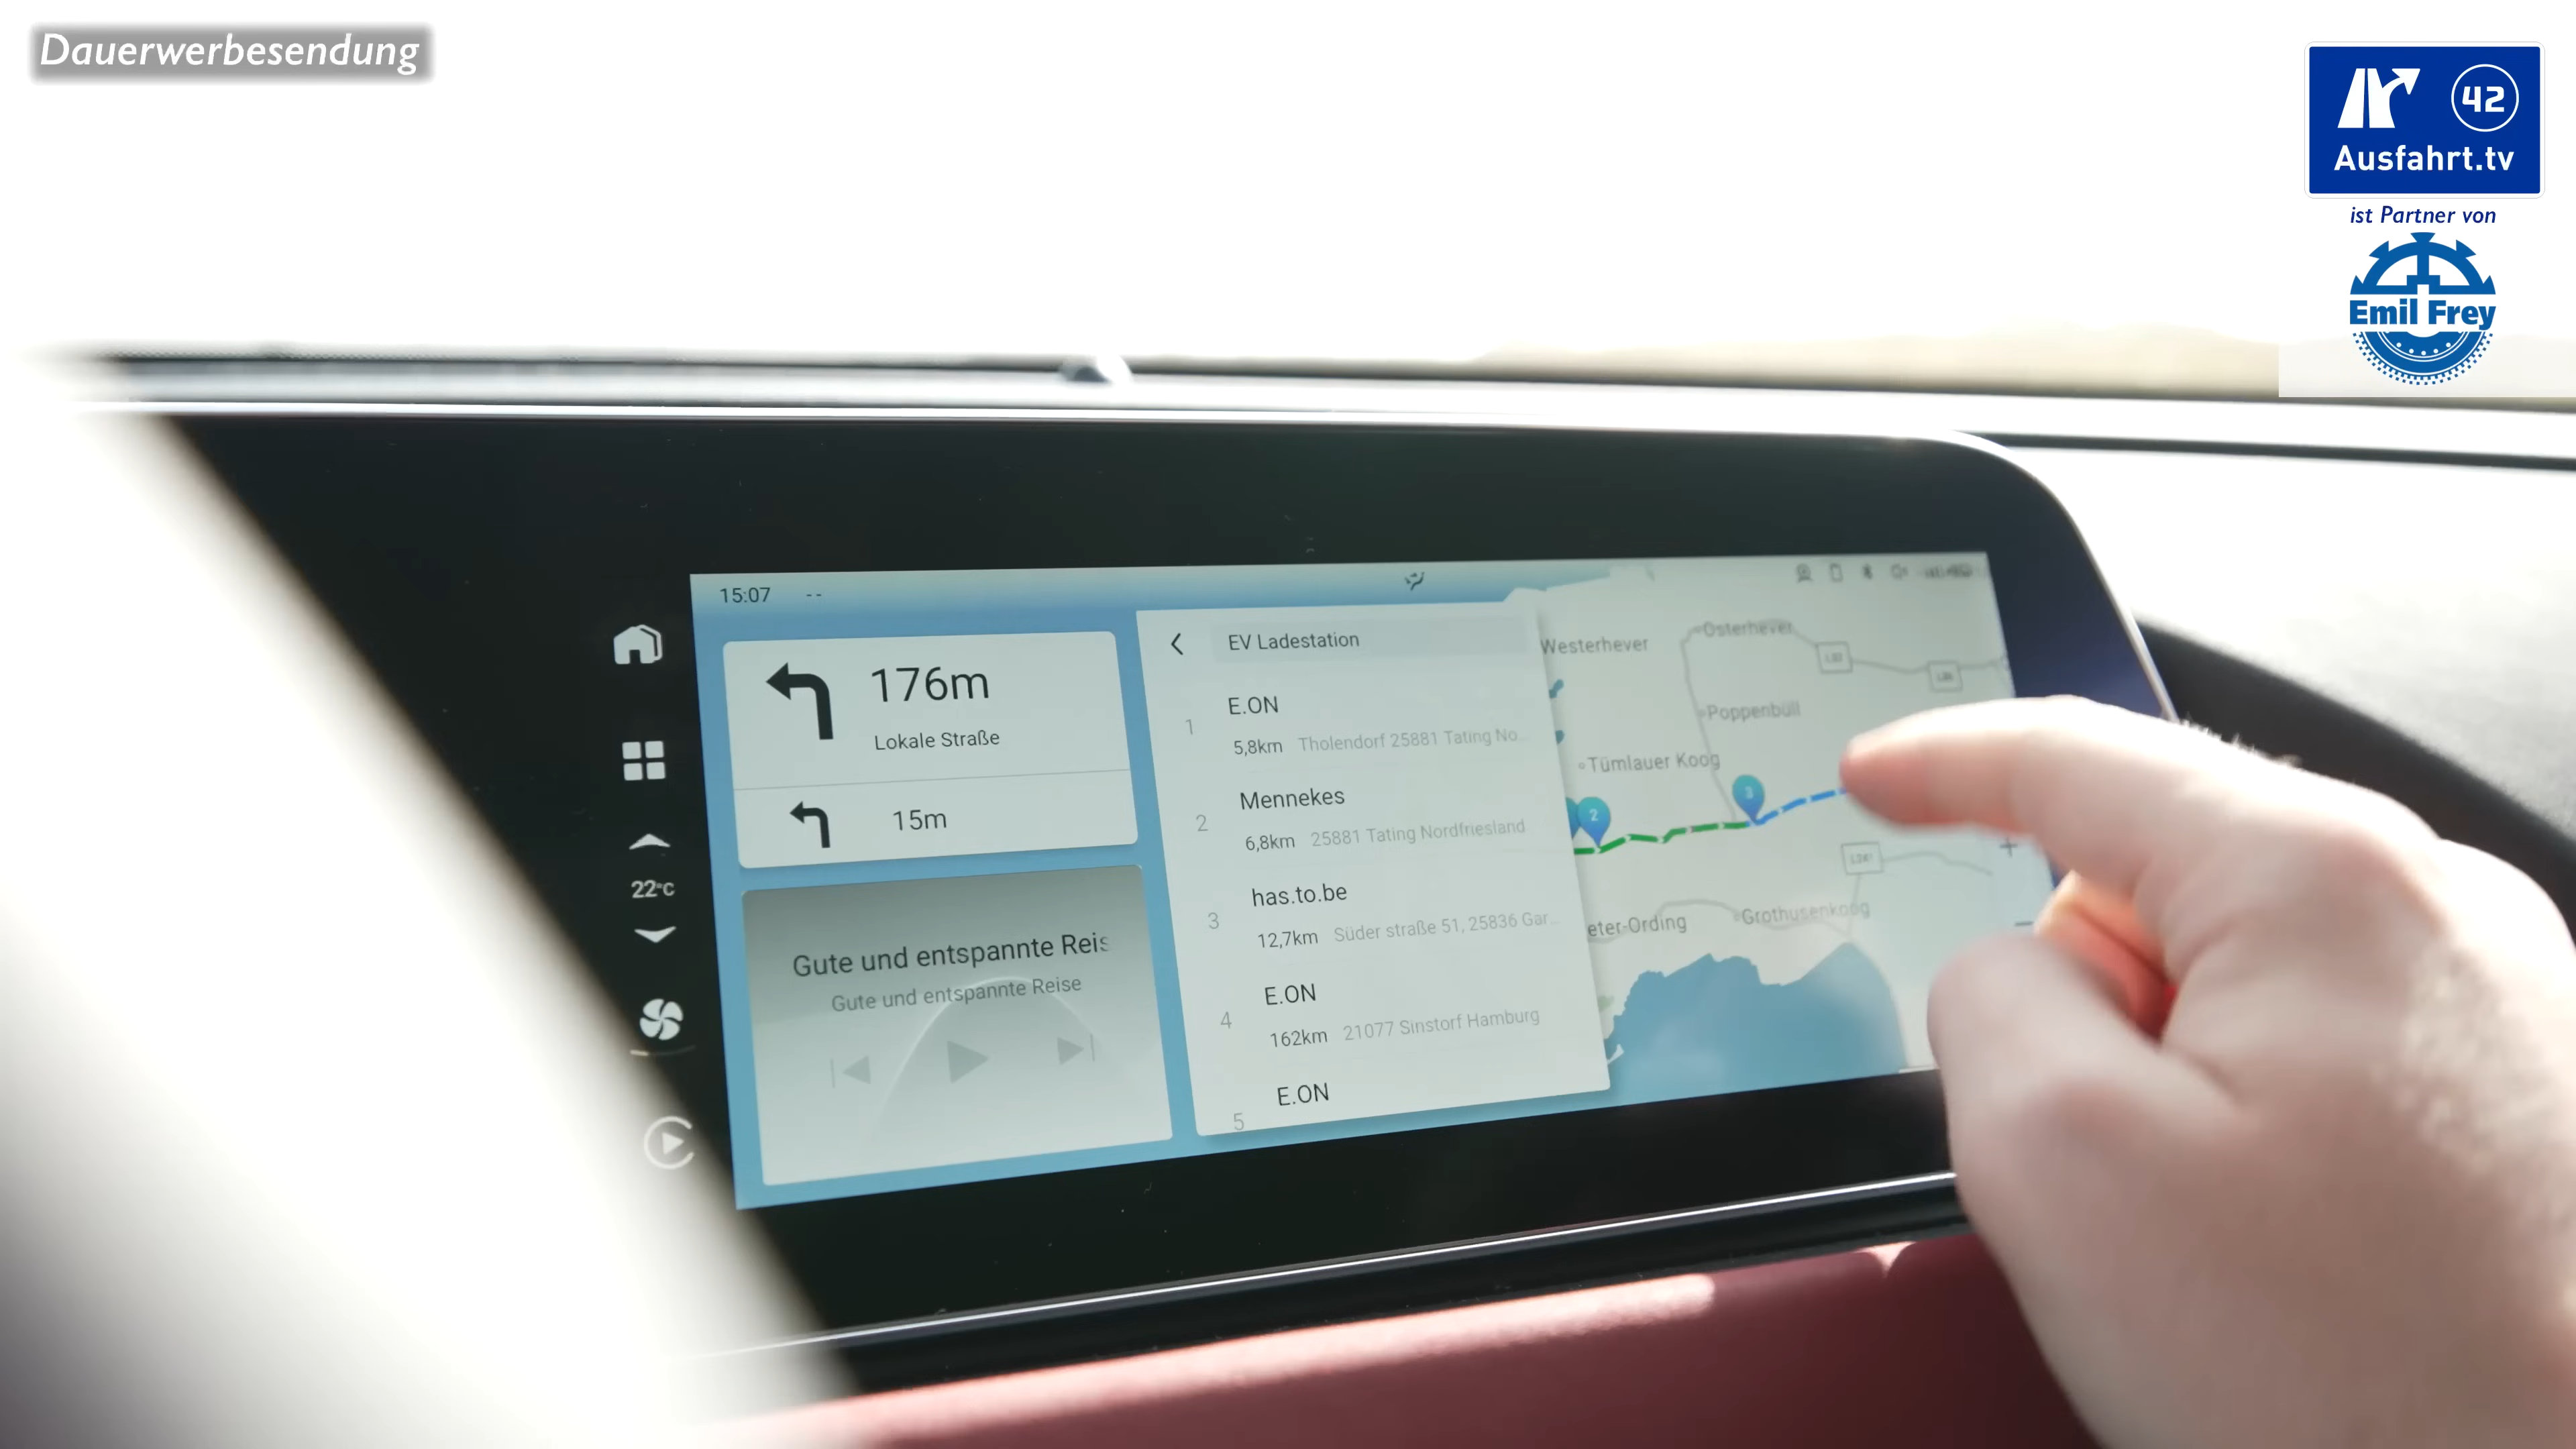 Dauerwerbesendung
42
Ausfahrt.tv
ist Partner von
Emil Frey
15:07 --
176m
Lokale Straße
15m
22°C
Gute und entspannte Reis
Gute und entspannte Reise
EV Ladestation
1
E.ON
5,8km Tholendorf 25881 Tating No...
2
Mennekes
6,8km 25881 Tating Nordfriesland
3
has.to.be
12,7km Süder straße 51, 25836 Gar...
4
E.ON
162km 21077 Sinstorf Hamburg
5
E.ON
Westerhever
Osterhever
Poppenbüll
Tümlauer Koog
2
3
eter-Ording
Grothusenkoog